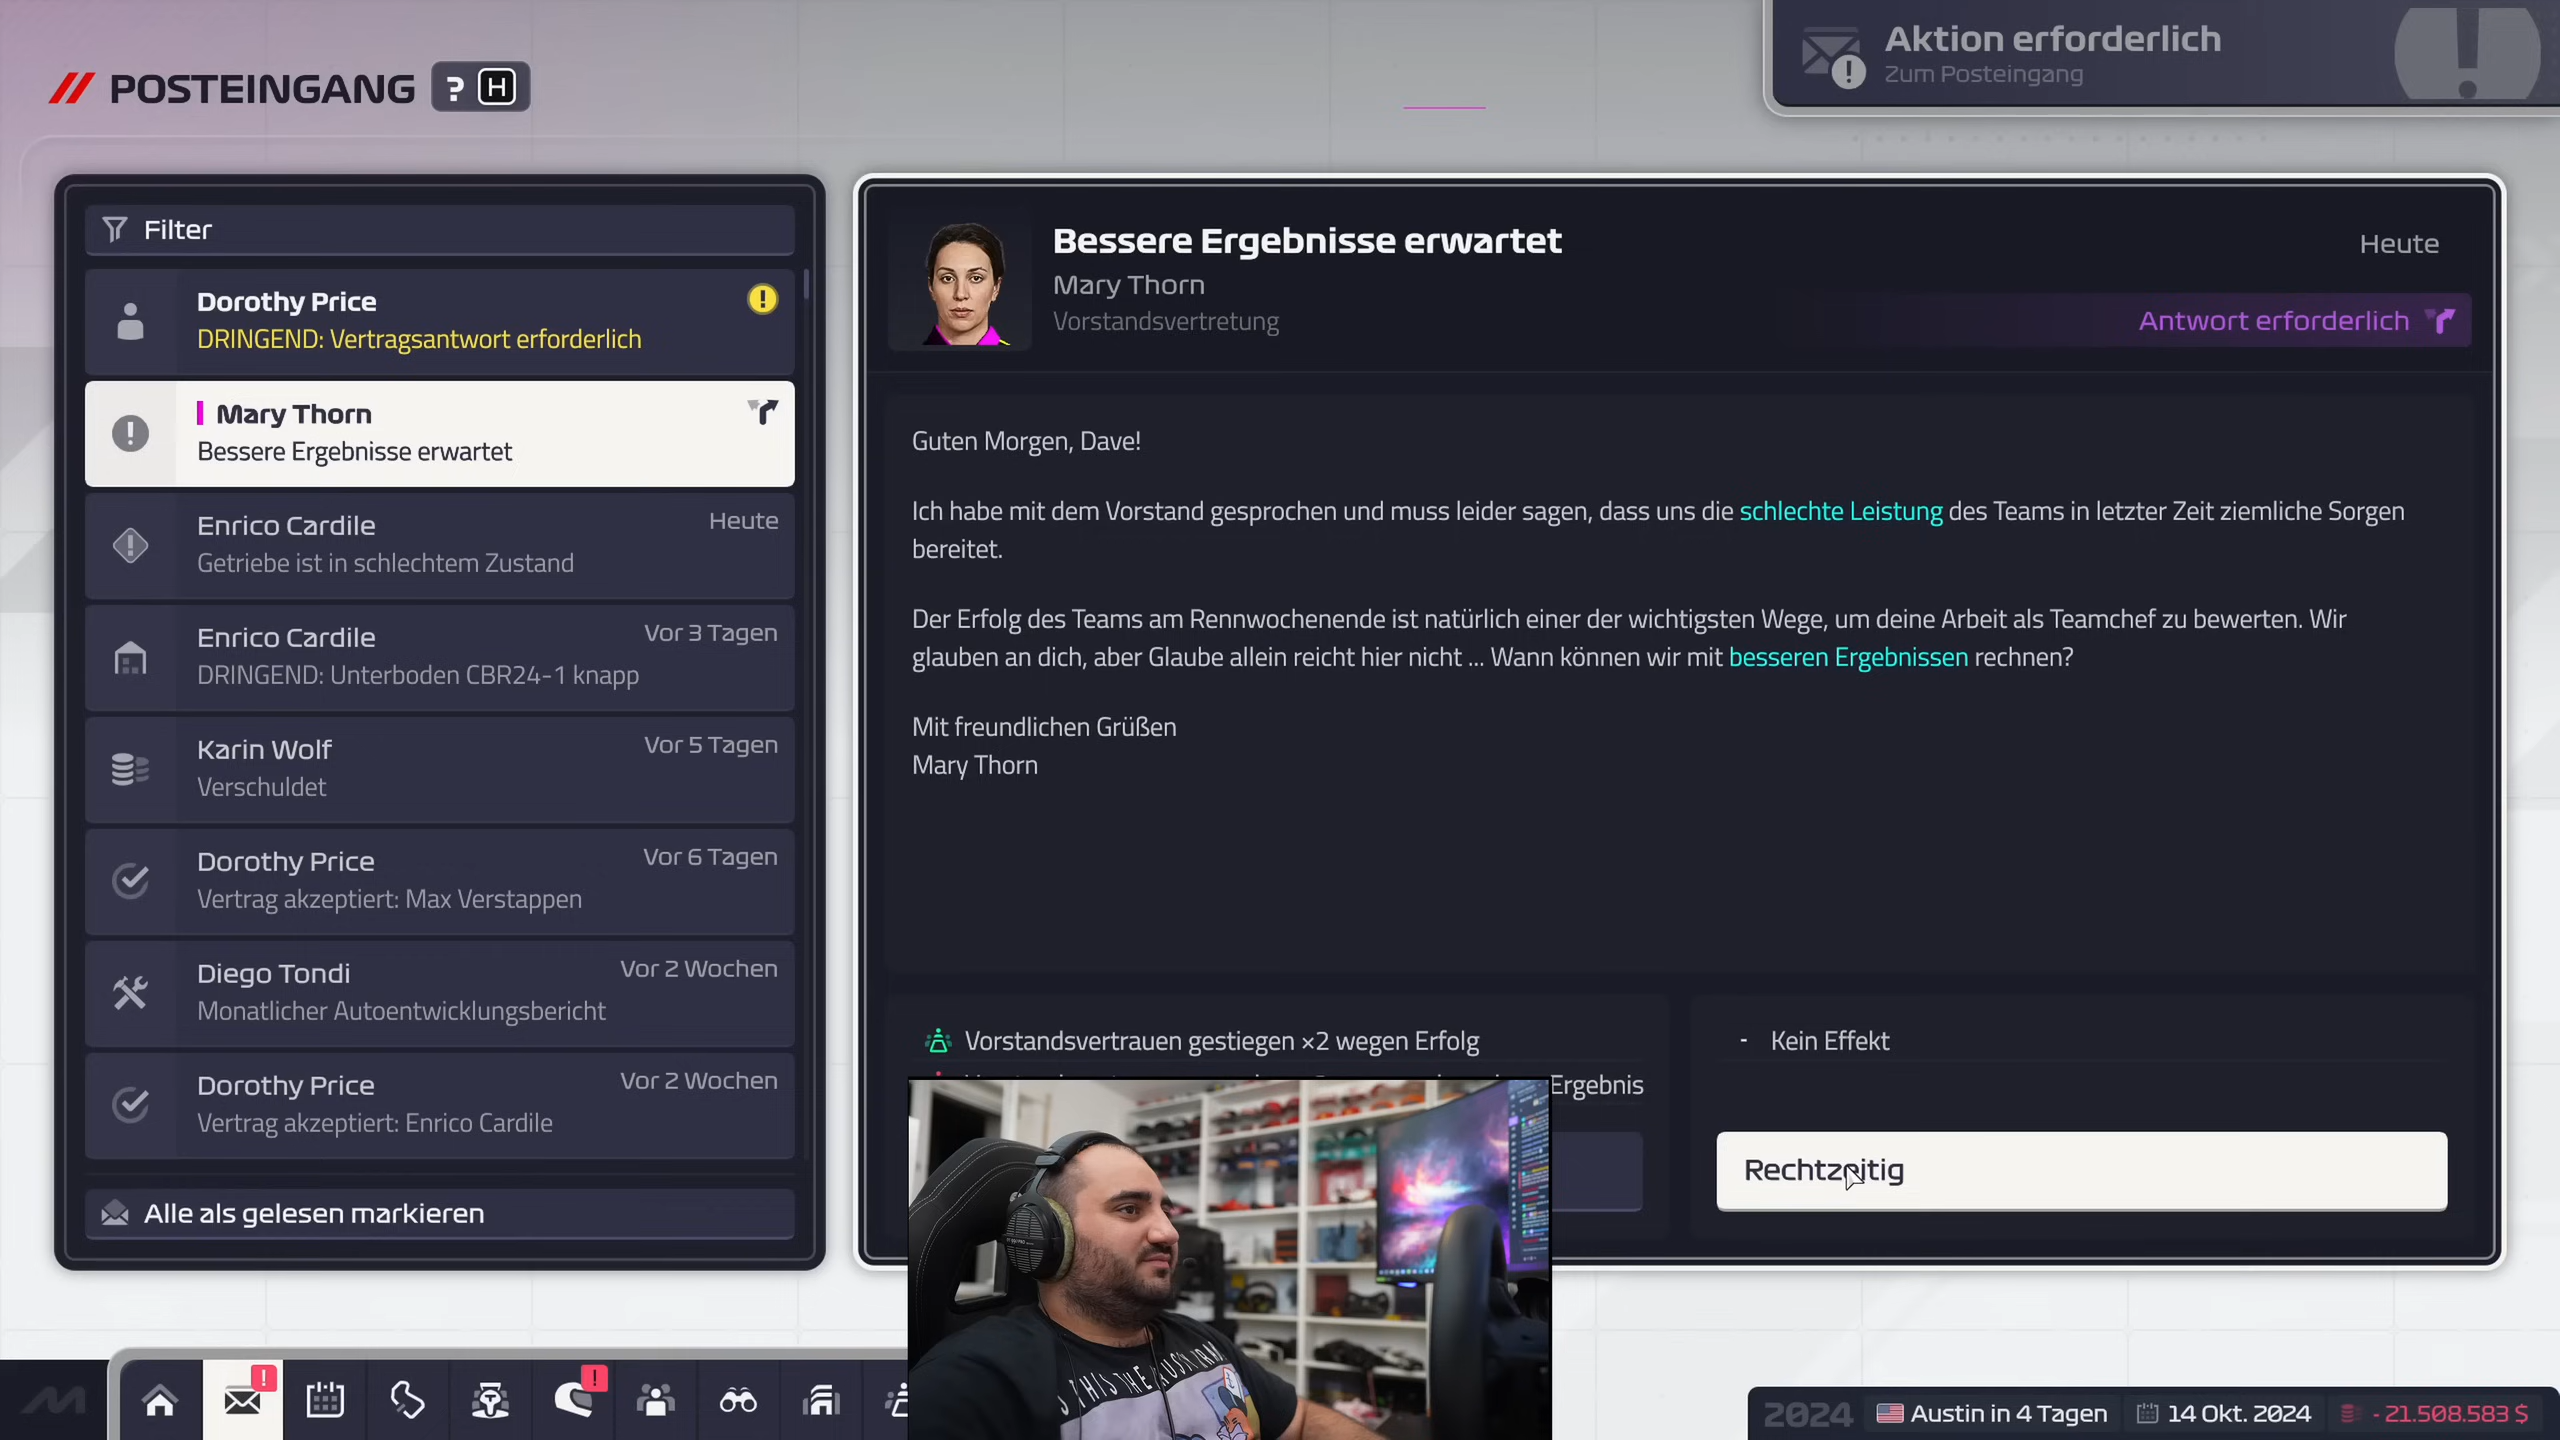 POSTEINGANG
? H
Aktion erforderlich
Zum Posteingang
Filter
Dorothy Price
DRINGEND: Vertragsantwort erforderlich
Mary Thorn
Bessere Ergebnisse erwartet
Enrico Cardile
Heute
Getriebe ist in schlechtem Zustand
Enrico Cardile
Vor 3 Tagen
DRINGEND: Unterboden CBR24-1 knapp
Karin Wolf
Vor 5 Tagen
Verschuldet
Dorothy Price
Vor 6 Tagen
Vertrag akzeptiert: Max Verstappen
Diego Tondi
Vor 2 Wochen
Monatlicher Autoentwicklungsbericht
Dorothy Price
Vor 2 Wochen
Vertrag akzeptiert: Enrico Cardile
Alle als gelesen markieren
Bessere Ergebnisse erwartet
Heute
Mary Thorn
Vorstandsvertretung
Antwort erforderlich
Guten Morgen, Dave!
Ich habe mit dem Vorstand gesprochen und muss leider sagen, dass uns die schlechte Leistung des Teams in letzter Zeit ziemliche Sorgen
bereitet.
Der Erfolg des Teams am Rennwochenende ist natürlich einer der wichtigsten Wege, um deine Arbeit als Teamchef zu bewerten. Wir
glauben an dich, aber Glaube allein reicht hier nicht ... Wann können wir mit besseren Ergebnissen rechnen?
Mit freundlichen Grüßen
Mary Thorn
Vorstandsvertrauen gestiegen ×2 wegen Erfolg
Ergebnis
- Kein Effekt
Rechtzeitig
2024
Austin in 4 Tagen
14 Okt. 2024
- 21.508.583 $